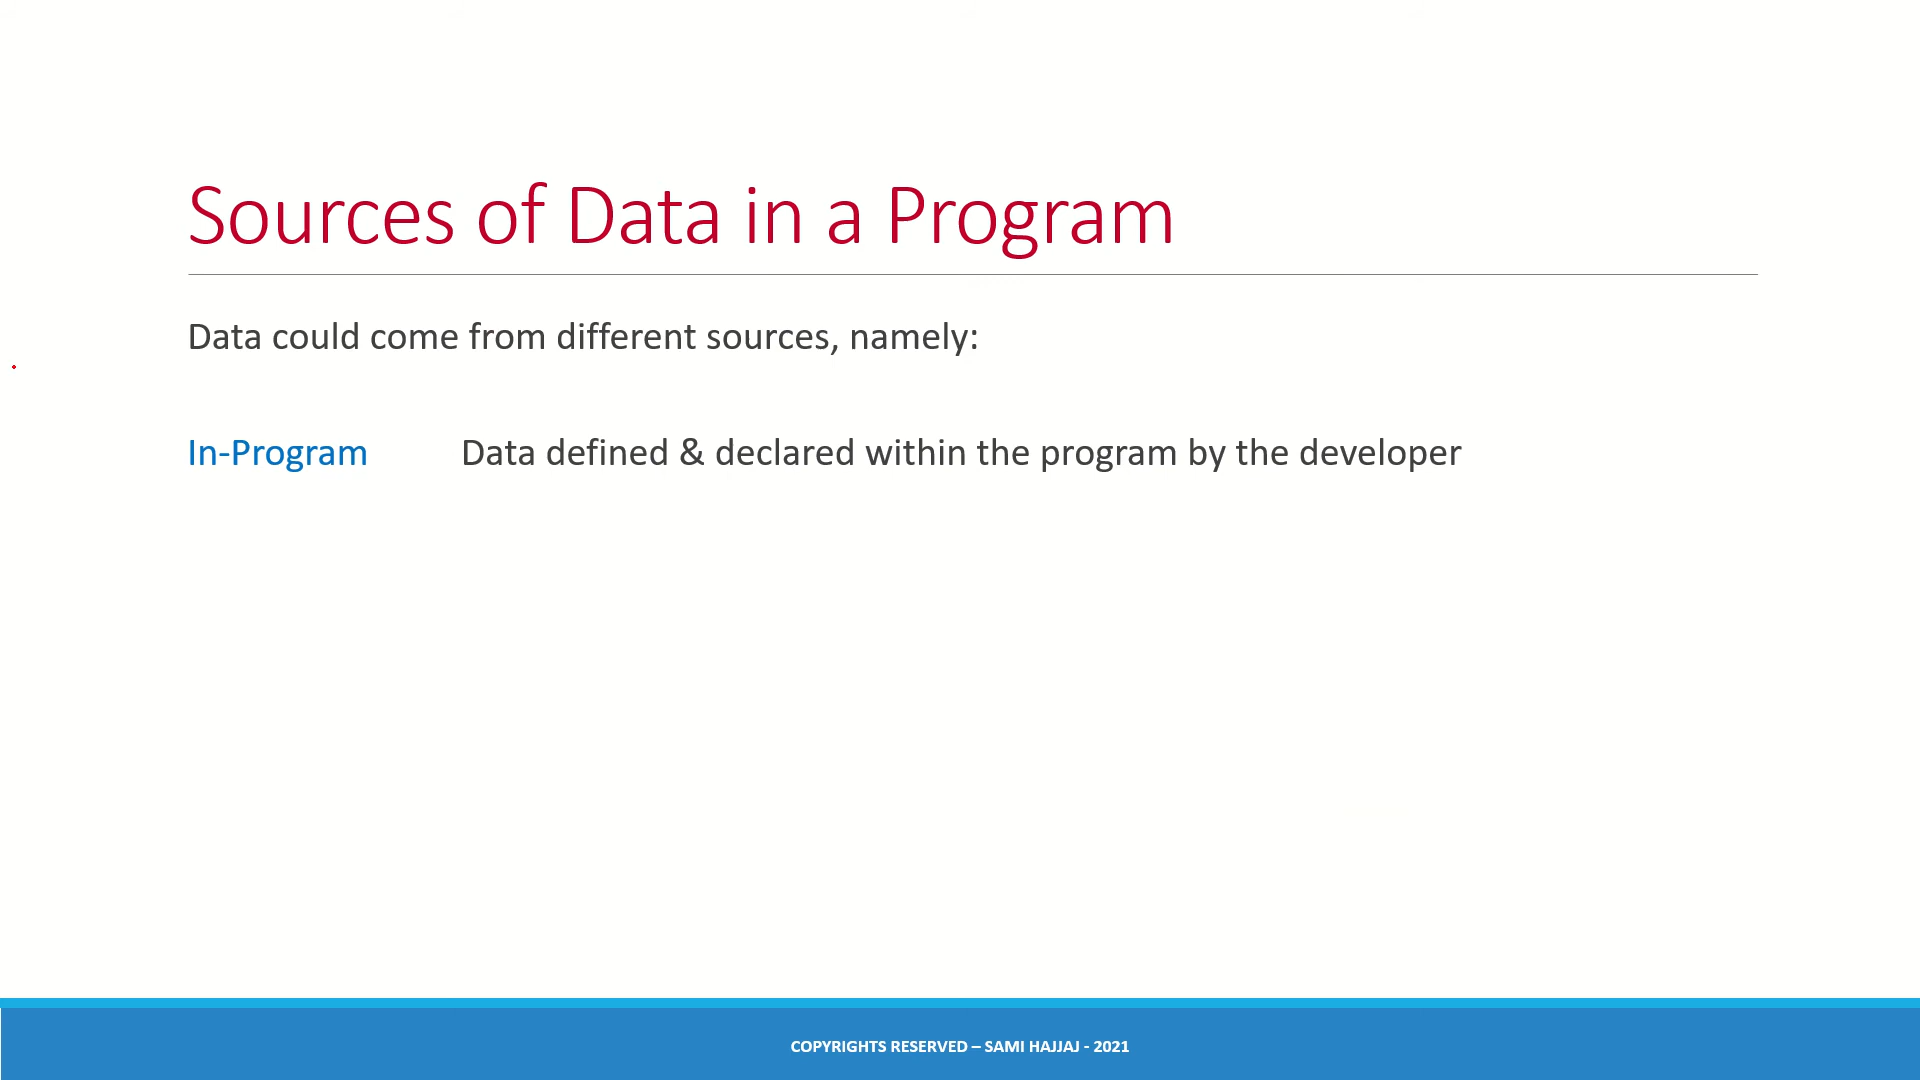 Sources of Data in a Program
Data could come from different sources, namely:
In-Program Data defined & declared within the program by the developer
COPYRIGHTS RESERVED – SAMI HAJJAJ - 2021